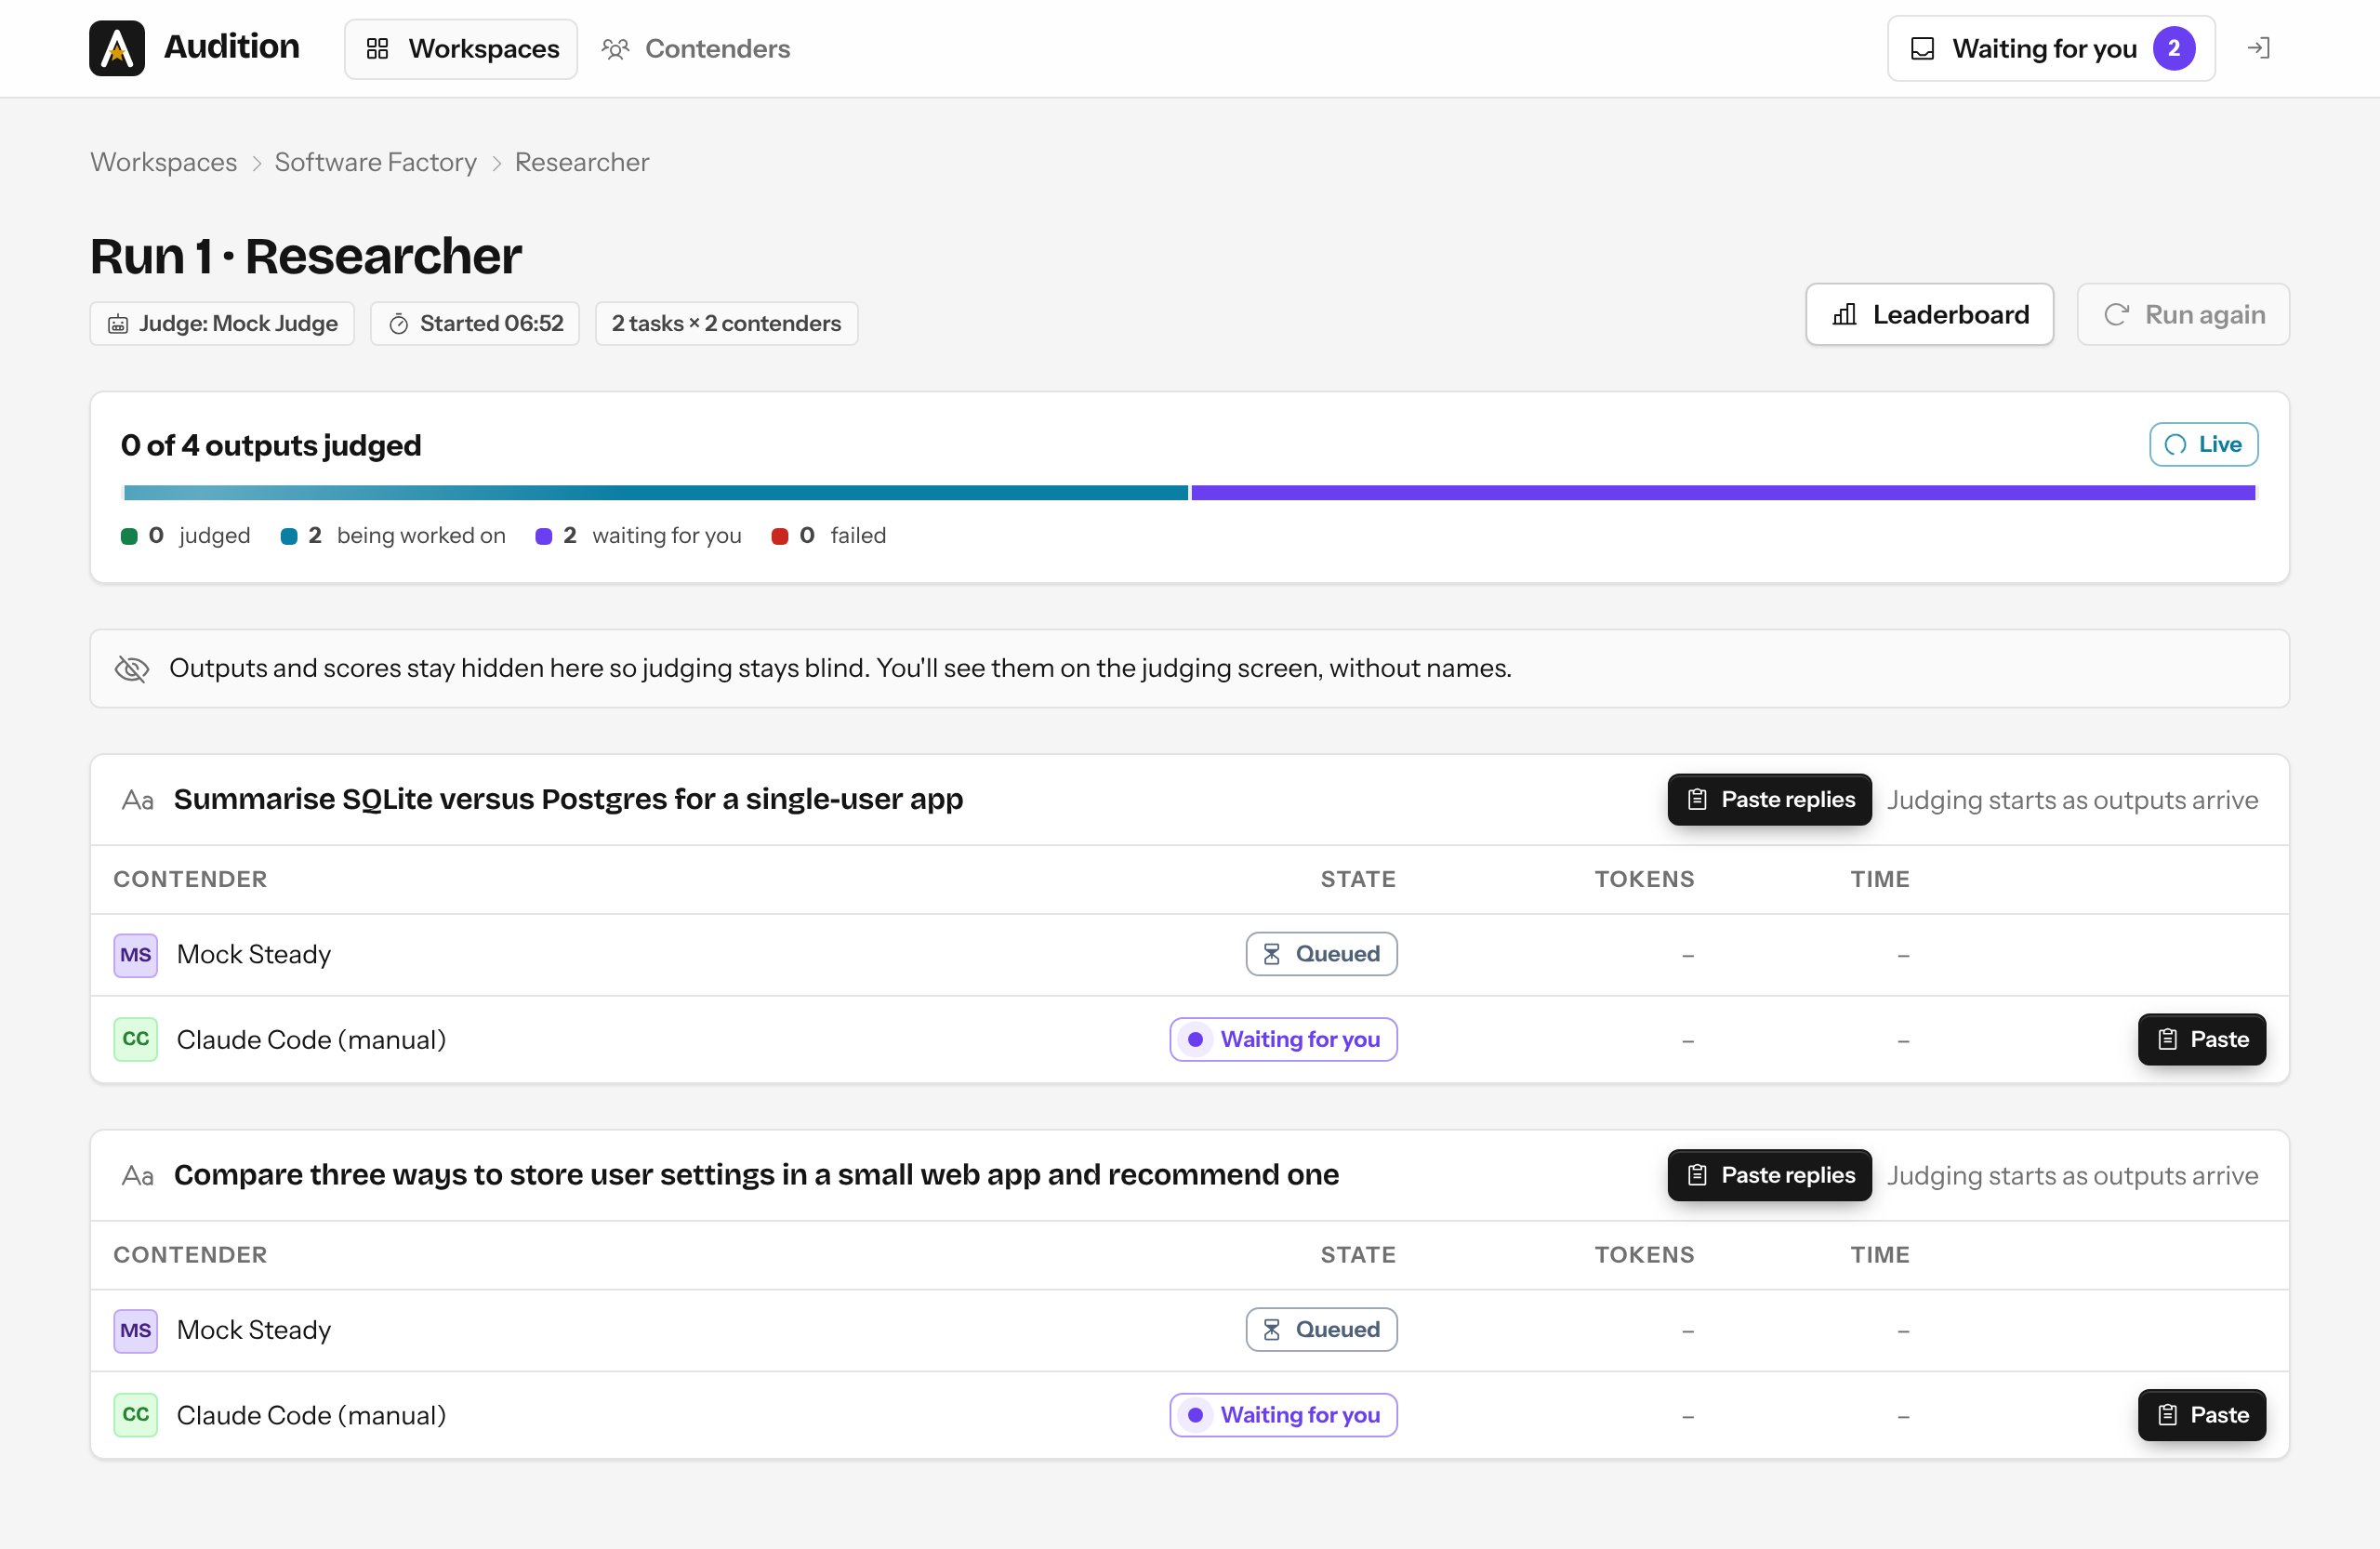 Audition
Workspaces
Contenders
Waiting for you 2
Workspaces > Software Factory > Researcher
Run 1 · Researcher
Judge: Mock Judge
Started 06:52
2 tasks × 2 contenders
Leaderboard
Run again
0 of 4 outputs judged
Live
0 judged 2 being worked on 2 waiting for you 0 failed
Outputs and scores stay hidden here so judging stays blind. You'll see them on the judging screen, without names.
Aa Summarise SQLite versus Postgres for a single-user app
Paste replies
Judging starts as outputs arrive
CONTENDER STATE TOKENS TIME
MS Mock Steady Queued – –
CC Claude Code (manual) Waiting for you – – Paste
Aa Compare three ways to store user settings in a small web app and recommend one
Paste replies
Judging starts as outputs arrive
CONTENDER STATE TOKENS TIME
MS Mock Steady Queued – –
CC Claude Code (manual) Waiting for you – – Paste